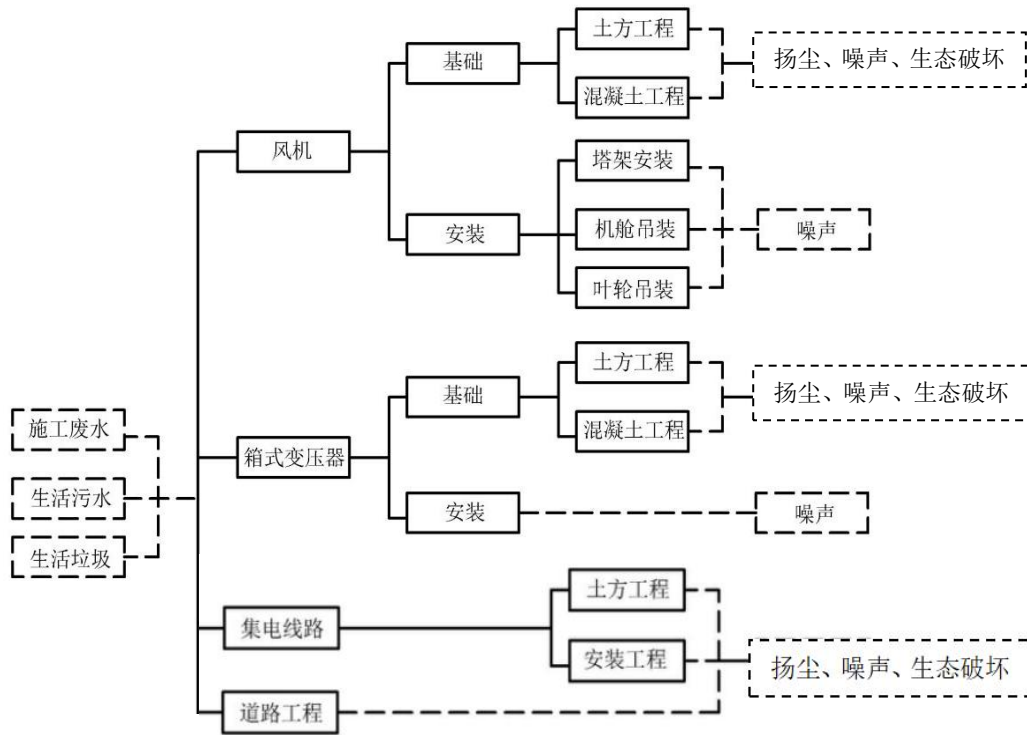 土方工程
扬尘、噪声、生态破坏
基础
混凝土工程
风机
塔架安装
安装
机舱吊装
噪声
叶轮吊装
土方工程
扬尘、噪声、生态破坏
基础
施工废水
混凝土工程
箱式变压器
生活污水
安装
噪声
生活垃圾
土方工程
集电线路
安装工程
扬尘、噪声、生态破坏
道路工程